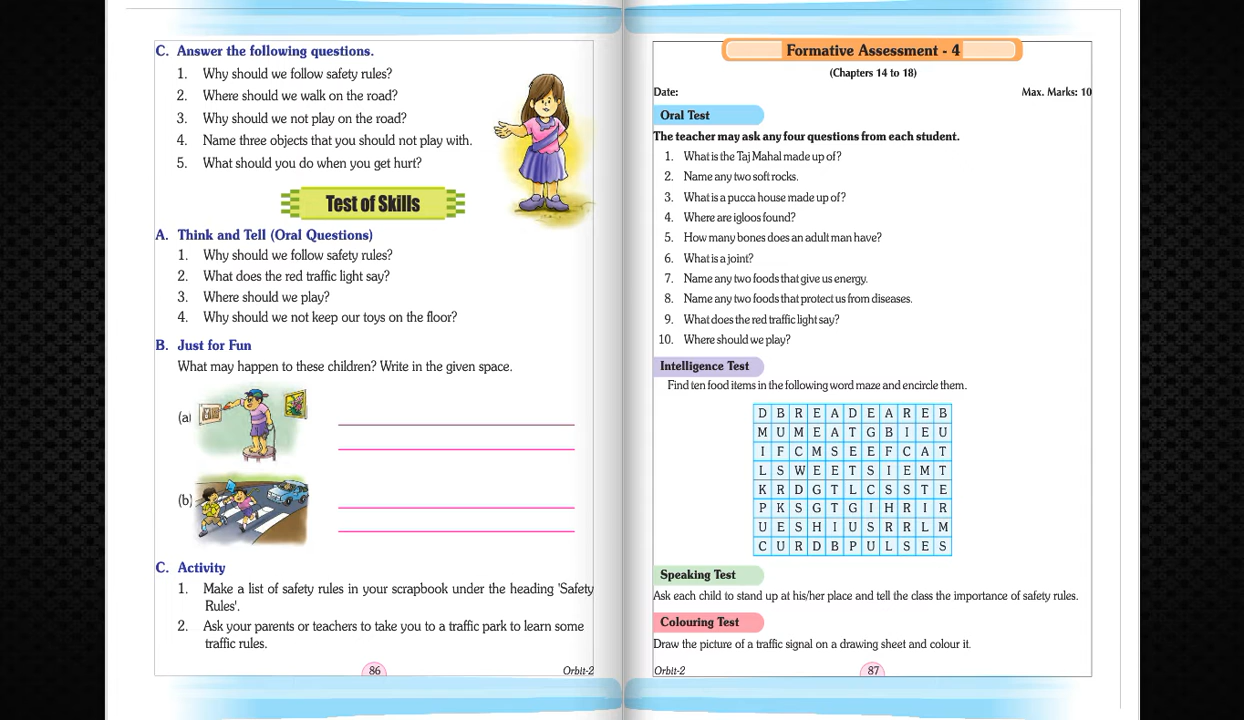 C. Answer the following questions.
1. Why should we follow safety rules?
2. Where should we walk on the road?
3. Why should we not play on the road?
4. Name three objects that you should not play with.
5. What should you do when you get hurt?
Test of Skills
A. Think and Tell (Oral Questions)
1. Why should we follow safety rules?
2. What does the red traffic light say?
3. Where should we play?
4. Why should we not keep our toys on the floor?
B. Just for Fun
What may happen to these children? Write in the given space.
(a)
(b)
C. Activity
1. Make a list of safety rules in your scrapbook under the heading 'Safety
Rules'.
2. Ask your parents or teachers to take you to a traffic park to learn some
traffic rules.
86
Orbit-2
Formative Assessment - 4
(Chapters 14 to 18)
Date: Max. Marks: 10
Oral Test
The teacher may ask any four questions from each student.
1. What is the Taj Mahal made up of?
2. Name any two soft rocks.
3. What is a pucca house made up of?
4. Where are igloos found?
5. How many bones does an adult man have?
6. What is a joint?
7. Name any two foods that give us energy.
8. Name any two foods that protect us from diseases.
9. What does the red traffic light say?
10. Where should we play?
Intelligence Test
Find ten food items in the following word maze and encircle them.
D B R E A D E A R E B
M U M E A T G B I E U
I F C M S E E F C A T
L S W E E T S I E M T
K R D G T L C S S T E
P K S G T G I H R I R
U E S H I U S R R L M
C U R D B P U L S E S
Speaking Test
Ask each child to stand up at his/her place and tell the class the importance of safety rules.
Colouring Test
Draw the picture of a traffic signal on a drawing sheet and colour it.
Orbit-2
87